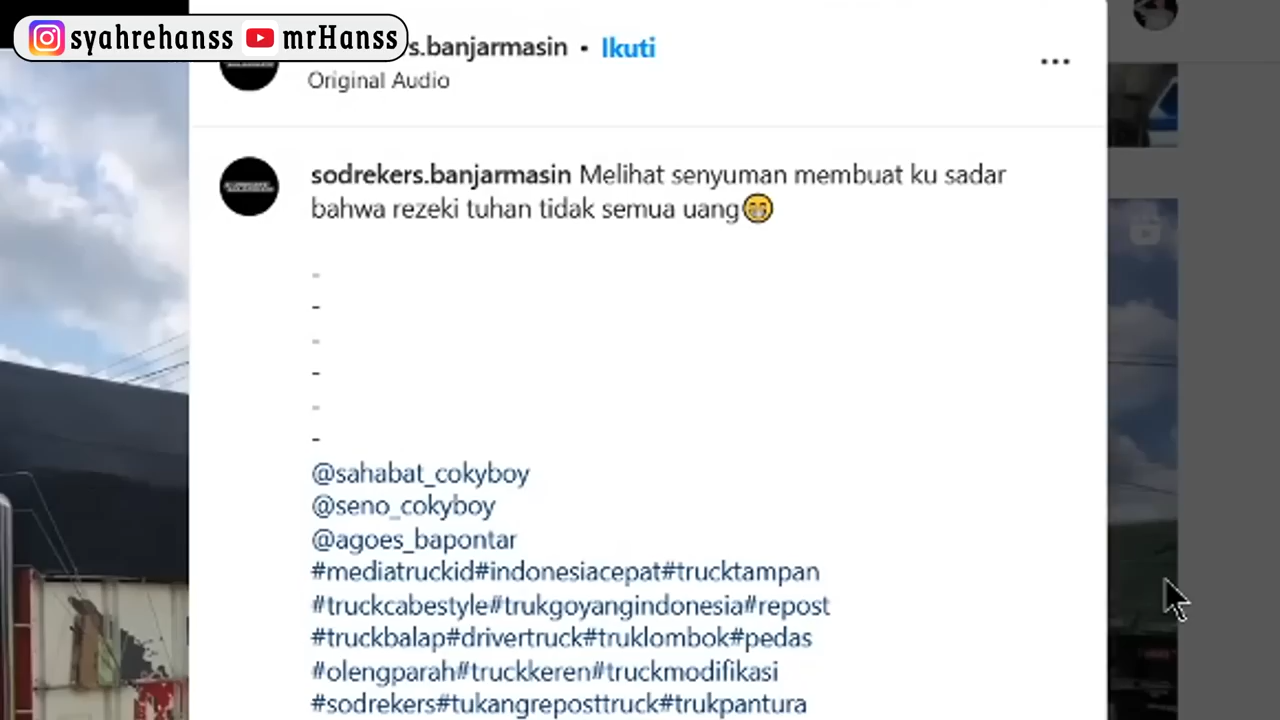 syahrehanss mrHanss
rs.banjarmasin • Ikuti
Original Audio
sodrekers.banjarmasin Melihat senyuman membuat ku sadar
bahwa rezeki tuhan tidak semua uang😁
-
-
-
-
-
-
@sahabat_cokyboy
@seno_cokyboy
@agoes_bapontar
#mediatruckid#indonesiacepat#trucktampan
#truckcabestyle#trukgoyangindonesia#repost
#truckbalap#drivertruck#truklombok#pedas
#olengparah#truckkeren#truckmodifikasi
#sodrekers#tukangreposttruck#trukpantura